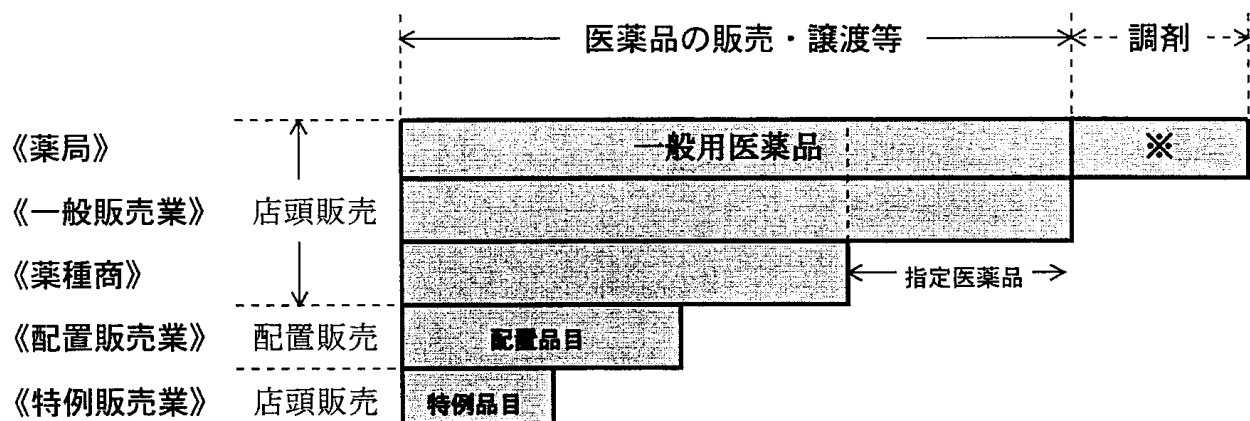 医薬品の販売・譲渡等 調剤
《薬局》 一般用医薬品 ※
《一般販売業》 店頭販売
《薬種商》 指定医薬品
《配置販売業》 配置販売 配置品目
《特例販売業》 店頭販売 特例品目